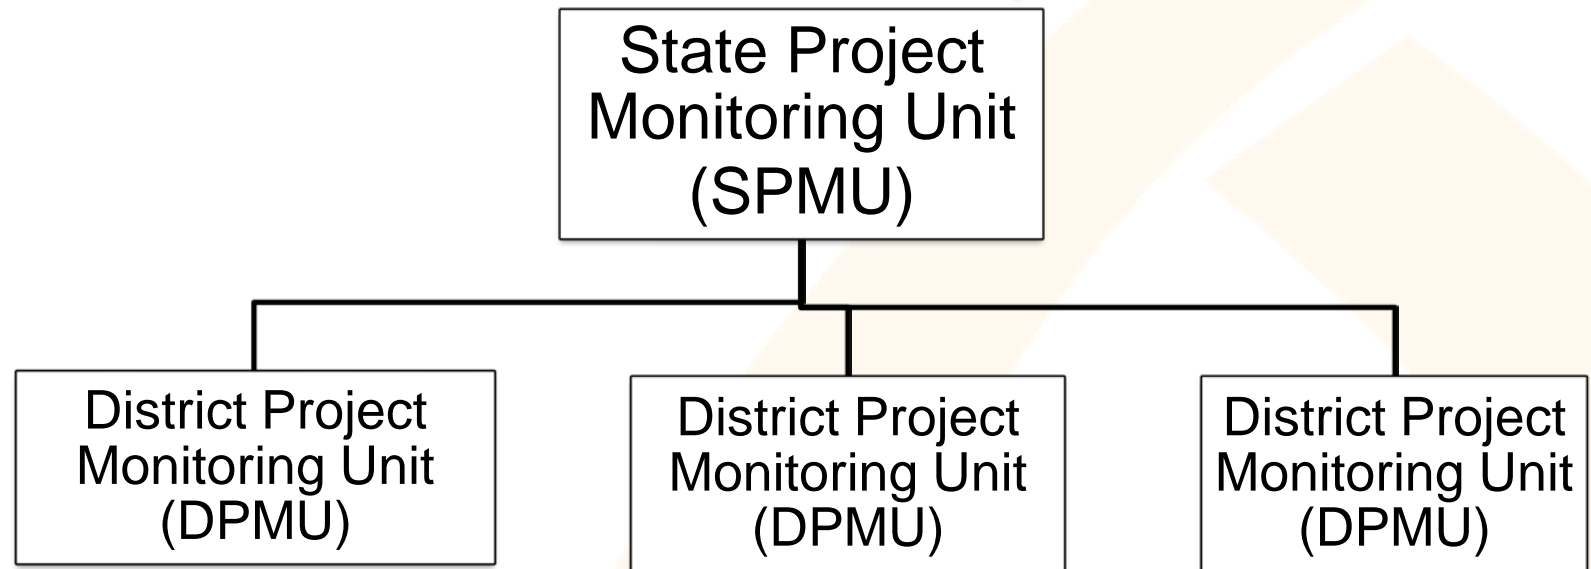 State Project
Monitoring Unit
(SPMU)
District Project
Monitoring Unit
(DPMU)
District Project
Monitoring Unit
(DPMU)
District Project
Monitoring Unit
(DPMU)